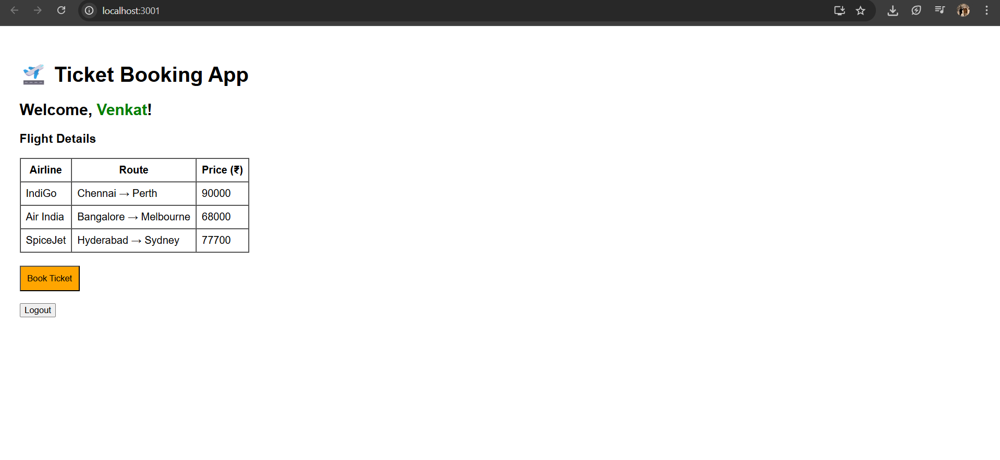 localhost:3001
Ticket Booking App
Welcome, Venkat!
Flight Details
Airline Route Price (₹)
IndiGo Chennai → Perth 90000
Air India Bangalore → Melbourne 68000
SpiceJet Hyderabad → Sydney 77700
Book Ticket
Logout